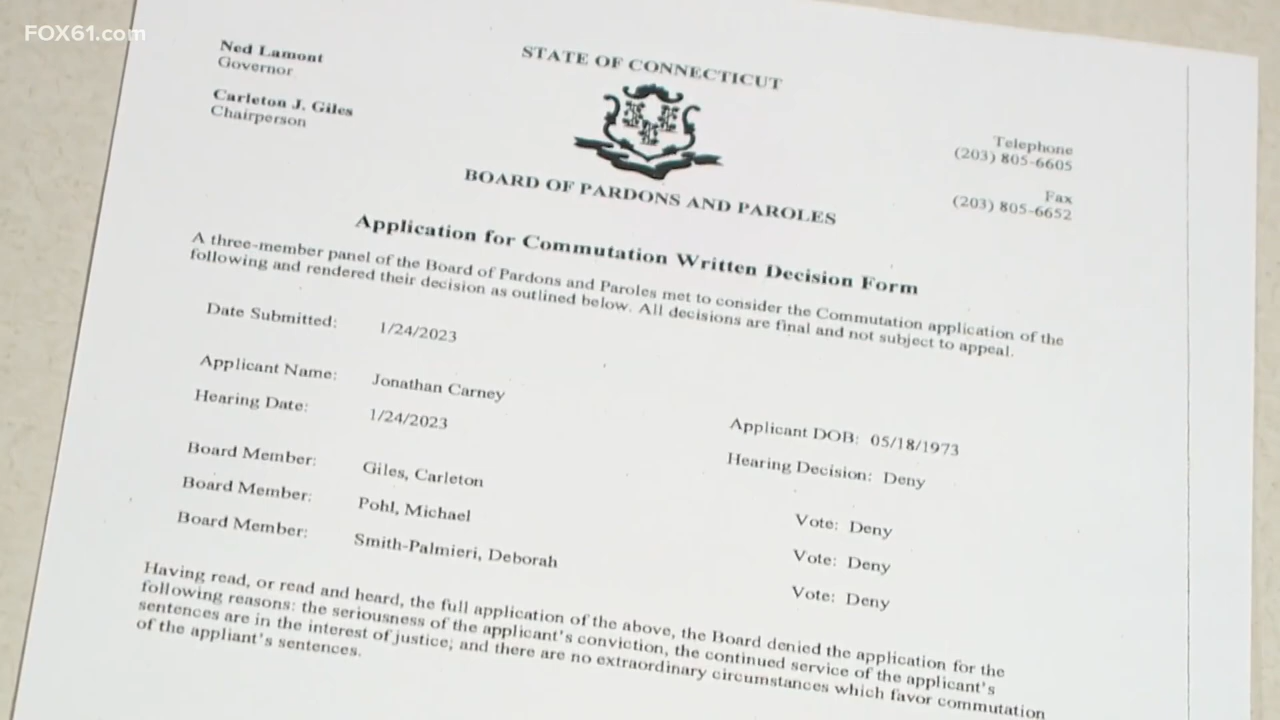 FOX61.com
Ned Lamont
Governor
Carleton J. Giles
Chairperson
STATE OF CONNECTICUT
BOARD OF PARDONS AND PAROLES
Telephone
(203) 805-6605
Fax
(203) 805-6652
Application for Commutation Written Decision Form
A three-member panel of the Board of Pardons and Paroles met to consider the Commutation application of the
following and rendered their decision as outlined below. All decisions are final and not subject to appeal.
Date Submitted: 1/24/2023
Applicant Name: Jonathan Carney
Applicant DOB: 05/18/1973
Hearing Date: 1/24/2023
Hearing Decision: Deny
Board Member: Giles, Carleton Vote: Deny
Board Member: Pohl, Michael Vote: Deny
Board Member: Smith-Palmieri, Deborah Vote: Deny
Having read, or read and heard, the full application of the above, the Board denied the application for the
following reasons: the seriousness of the applicant's conviction, the continued service of the applicant's
sentences are in the interest of justice; and there are no extraordinary circumstances which favor commutation
of the appliant's sentences.